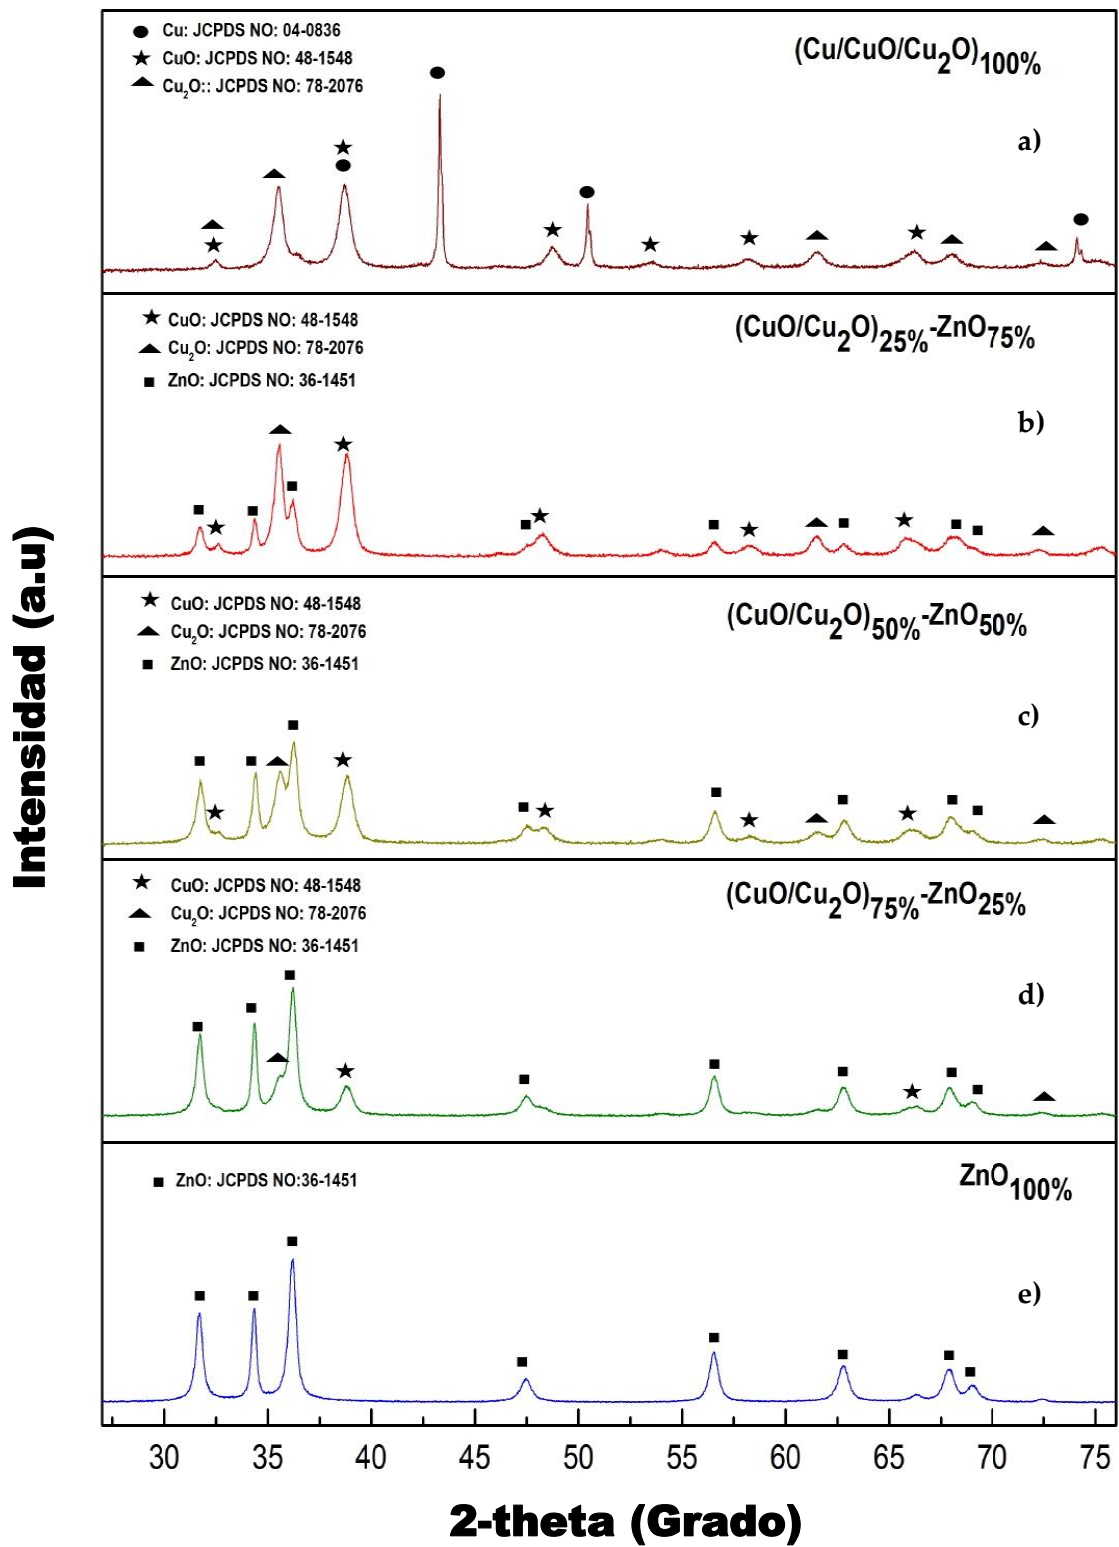 Cu: JCPDS NO: 04-0836
CuO: JCPDS NO: 48-1548
Cu2O:: JCPDS NO: 78-2076
(Cu/CuO/Cu2O)100%
a)
CuO: JCPDS NO: 48-1548
Cu2O: JCPDS NO: 78-2076
ZnO: JCPDS NO: 36-1451
(CuO/Cu2O)25%-ZnO75%
b)
CuO: JCPDS NO: 48-1548
Cu2O: JCPDS NO: 78-2076
ZnO: JCPDS NO: 36-1451
(CuO/Cu2O)50%-ZnO50%
c)
CuO: JCPDS NO: 48-1548
Cu2O: JCPDS NO: 78-2076
ZnO: JCPDS NO: 36-1451
(CuO/Cu2O)75%-ZnO25%
d)
ZnO: JCPDS NO:36-1451
ZnO100%
e)
Intensidad (a.u)
30 35 40 45 50 55 60 65 70 75
2-theta (Grado)